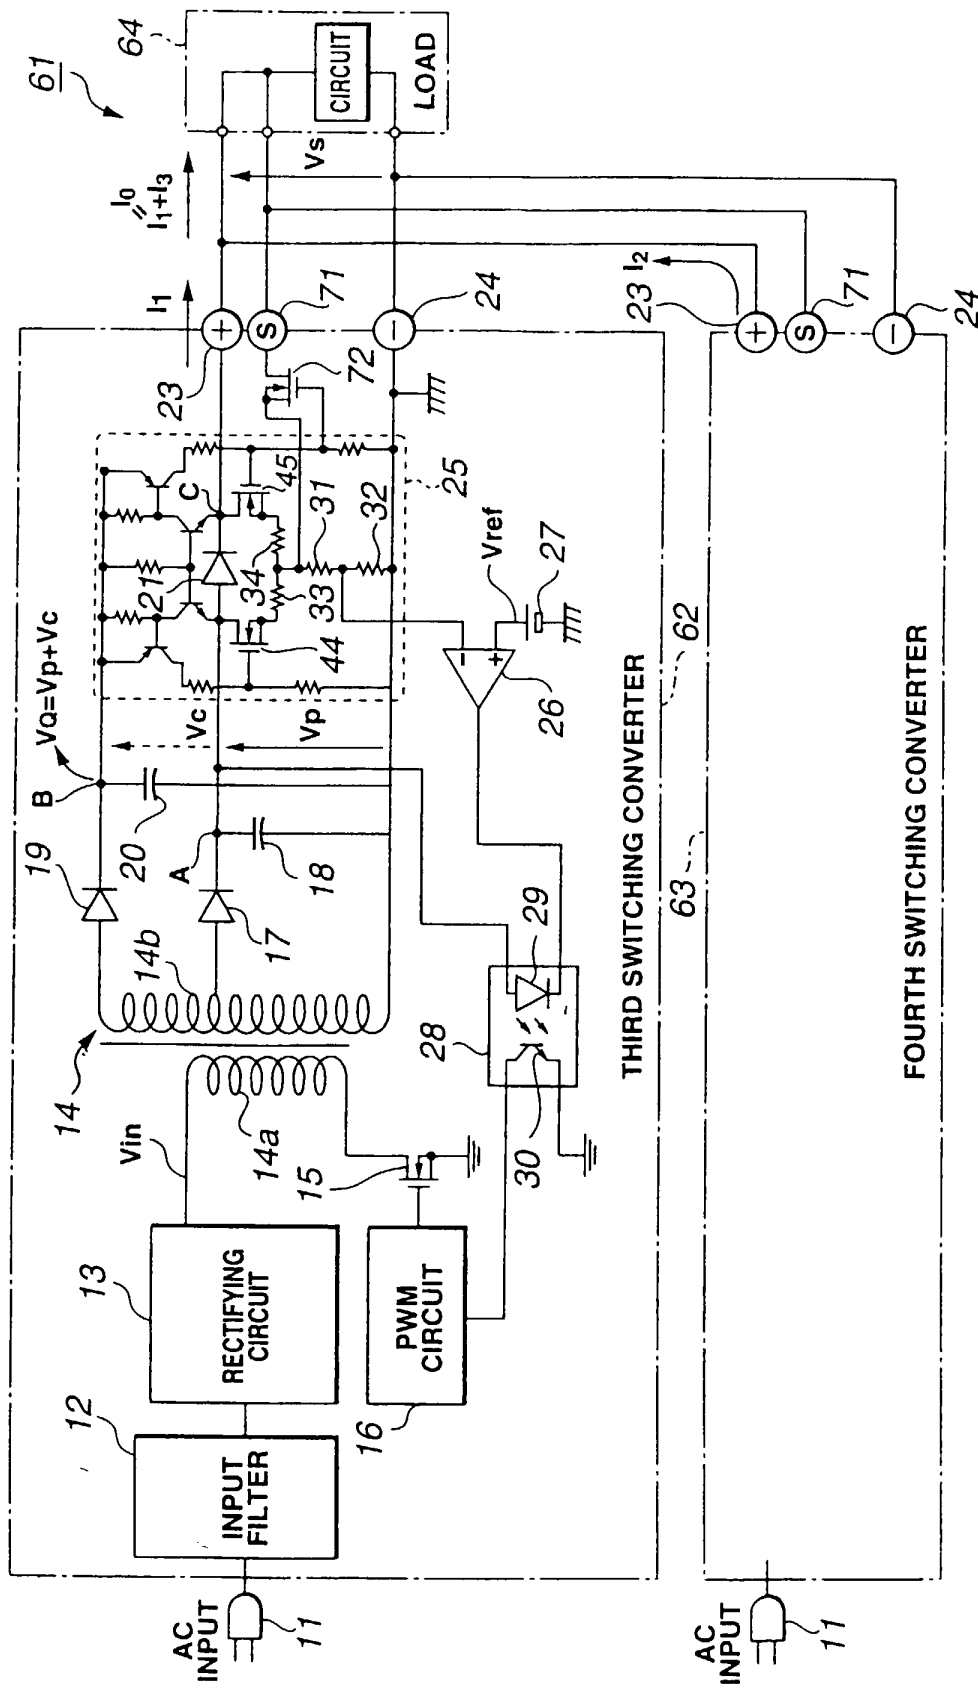 61
64
LOAD
CIRCUIT
Vs
I0
=
I1+I3
I1
23
+
S
71
-
24
72
C
45
25
31
32
34
33
21
44
Vref
27
26
-
+
VQ=Vp+Vc
Vc
Vp
B
A
19
20
17
18
14
14b
14a
Vin
15
28
29
30
13
RECTIFYING
CIRCUIT
12
INPUT
FILTER
PWM
CIRCUIT
16
AC
INPUT
11
THIRD SWITCHING CONVERTER
62
I2
23
+
S
71
-
24
63
FOURTH SWITCHING CONVERTER
AC
INPUT
11